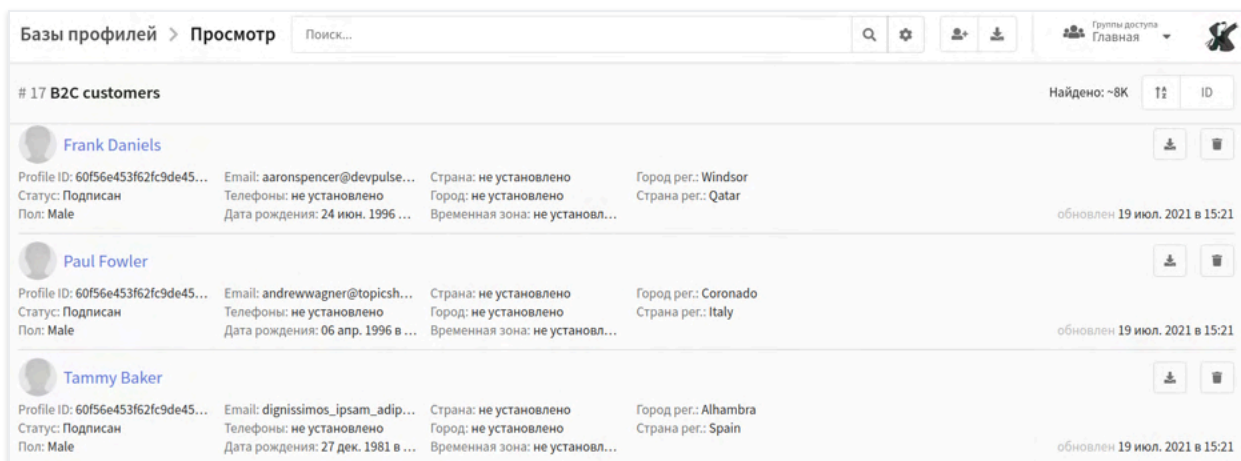 Базы профилей > Просмотр Поиск... Группы доступа Главная
# 17 B2C customers Найдено: ~8K ID
Frank Daniels
Profile ID: 60f56e453f62fc9de45... Email: aaronspencer@devpulse... Страна: не установлено Город рег.: Windsor
Статус: Подписан Телефоны: не установлено Город: не установлено Страна рег.: Qatar
Пол: Male Дата рождения: 24 июн. 1996 ... Временная зона: не установл... обновлен 19 июл. 2021 в 15:21
Paul Fowler
Profile ID: 60f56e453f62fc9de45... Email: andrewwagner@topicsh... Страна: не установлено Город рег.: Coronado
Статус: Подписан Телефоны: не установлено Город: не установлено Страна рег.: Italy
Пол: Male Дата рождения: 06 апр. 1996 в ... Временная зона: не установл... обновлен 19 июл. 2021 в 15:21
Tammy Baker
Profile ID: 60f56e453f62fc9de45... Email: dignissimos_ipsam_adip... Страна: не установлено Город рег.: Alhambra
Статус: Подписан Телефоны: не установлено Город: не установлено Страна рег.: Spain
Пол: Male Дата рождения: 27 дек. 1981 в ... Временная зона: не установл... обновлен 19 июл. 2021 в 15:21